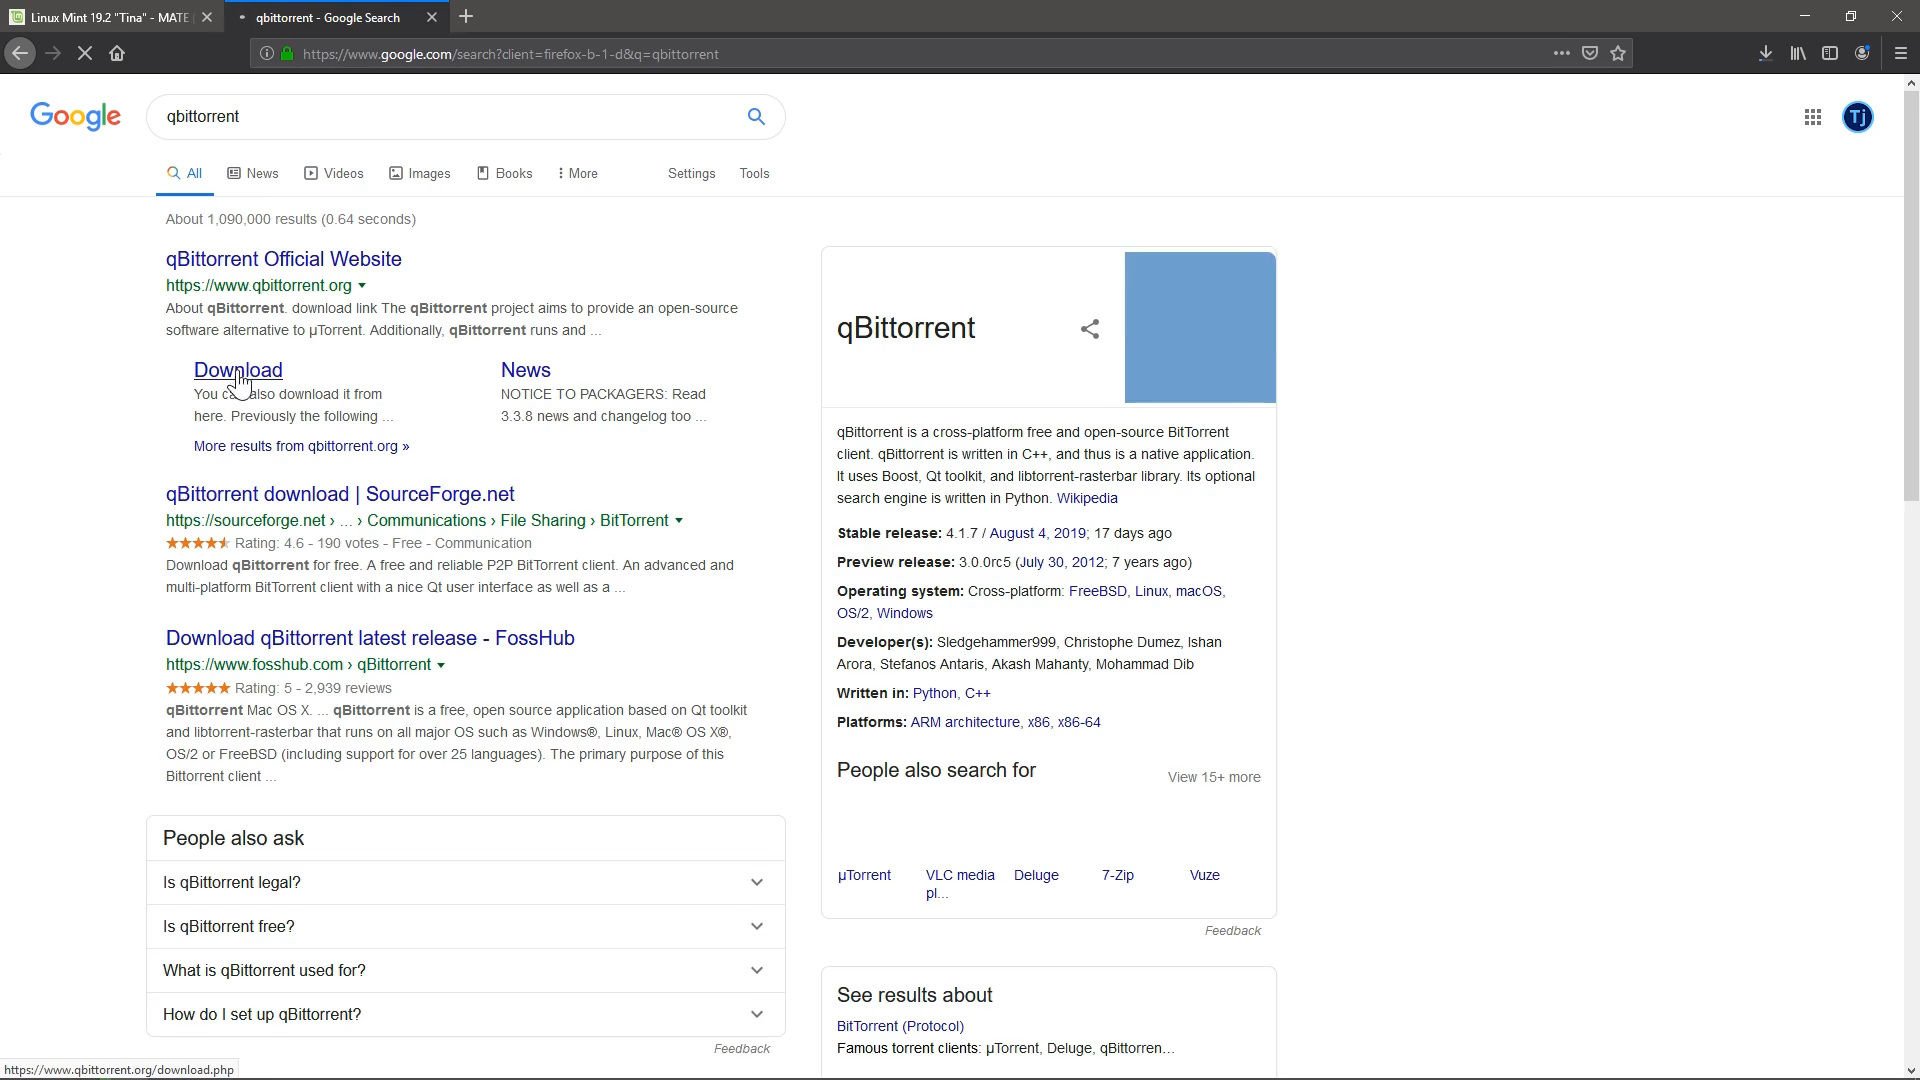 Linux Mint 19.2 "Tina" - MATE
qbittorrent - Google Search
https://www.google.com/search?client=firefox-b-1-d&q=qbittorrent
Google
qbittorrent
Tj
All
News
Videos
Images
Books
More
Settings
Tools
About 1,090,000 results (0.64 seconds)
qBittorrent Official Website
https://www.qbittorrent.org
About qBittorrent. download link The qBittorrent project aims to provide an open-source
software alternative to µTorrent. Additionally, qBittorrent runs and ...
Download
You also download it from
here. Previously the following ...
News
NOTICE TO PACKAGERS: Read
3.3.8 news and changelog too ...
More results from qbittorrent.org »
qBittorrent download | SourceForge.net
https://sourceforge.net › ... › Communications › File Sharing › BitTorrent
Rating: 4.6 - 190 votes - Free - Communication
Download qBittorrent for free. A free and reliable P2P BitTorrent client. An advanced and
multi-platform BitTorrent client with a nice Qt user interface as well as a ...
Download qBittorrent latest release - FossHub
https://www.fosshub.com › qBittorrent
Rating: 5 - 2,939 reviews
qBittorrent Mac OS X. ... qBittorrent is a free, open source application based on Qt toolkit
and libtorrent-rasterbar that runs on all major OS such as Windows®, Linux, Mac® OS X®,
OS/2 or FreeBSD (including support for over 25 languages). The primary purpose of this
Bittorrent client ...
People also ask
Is qBittorrent legal?
Is qBittorrent free?
What is qBittorrent used for?
How do I set up qBittorrent?
Feedback
qBittorrent
qBittorrent is a cross-platform free and open-source BitTorrent
client. qBittorrent is written in C++, and thus is a native application.
It uses Boost, Qt toolkit, and libtorrent-rasterbar library. Its optional
search engine is written in Python. Wikipedia
Stable release: 4.1.7 / August 4, 2019; 17 days ago
Preview release: 3.0.0rc5 (July 30, 2012; 7 years ago)
Operating system: Cross-platform: FreeBSD, Linux, macOS,
OS/2, Windows
Developer(s): Sledgehammer999, Christophe Dumez, Ishan
Arora, Stefanos Antaris, Akash Mahanty, Mohammad Dib
Written in: Python, C++
Platforms: ARM architecture, x86, x86-64
People also search for
View 15+ more
µTorrent
VLC media
pl...
Deluge
7-Zip
Vuze
Feedback
See results about
BitTorrent (Protocol)
Famous torrent clients: µTorrent, Deluge, qBittorren...
https://www.qbittorrent.org/download.php